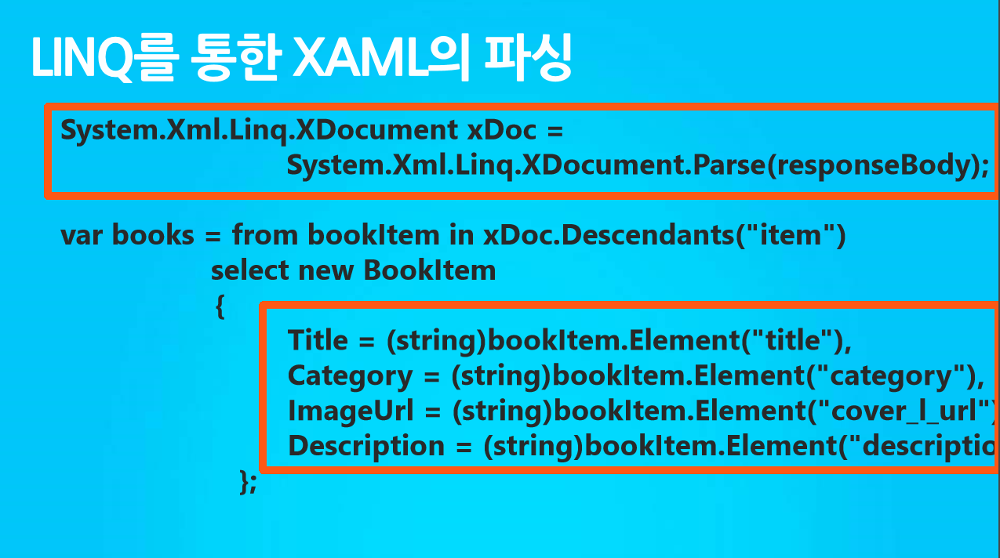 LINQ를 통한 XAML의 파싱
System.Xml.Linq.XDocument xDoc =
System.Xml.Linq.XDocument.Parse(responseBody);
var books = from bookItem in xDoc.Descendants("item")
select new BookItem
{
Title = (string)bookItem.Element("title"),
Category = (string)bookItem.Element("category"),
ImageUrl = (string)bookItem.Element("cover_l_url")
Description = (string)bookItem.Element("descriptio
};